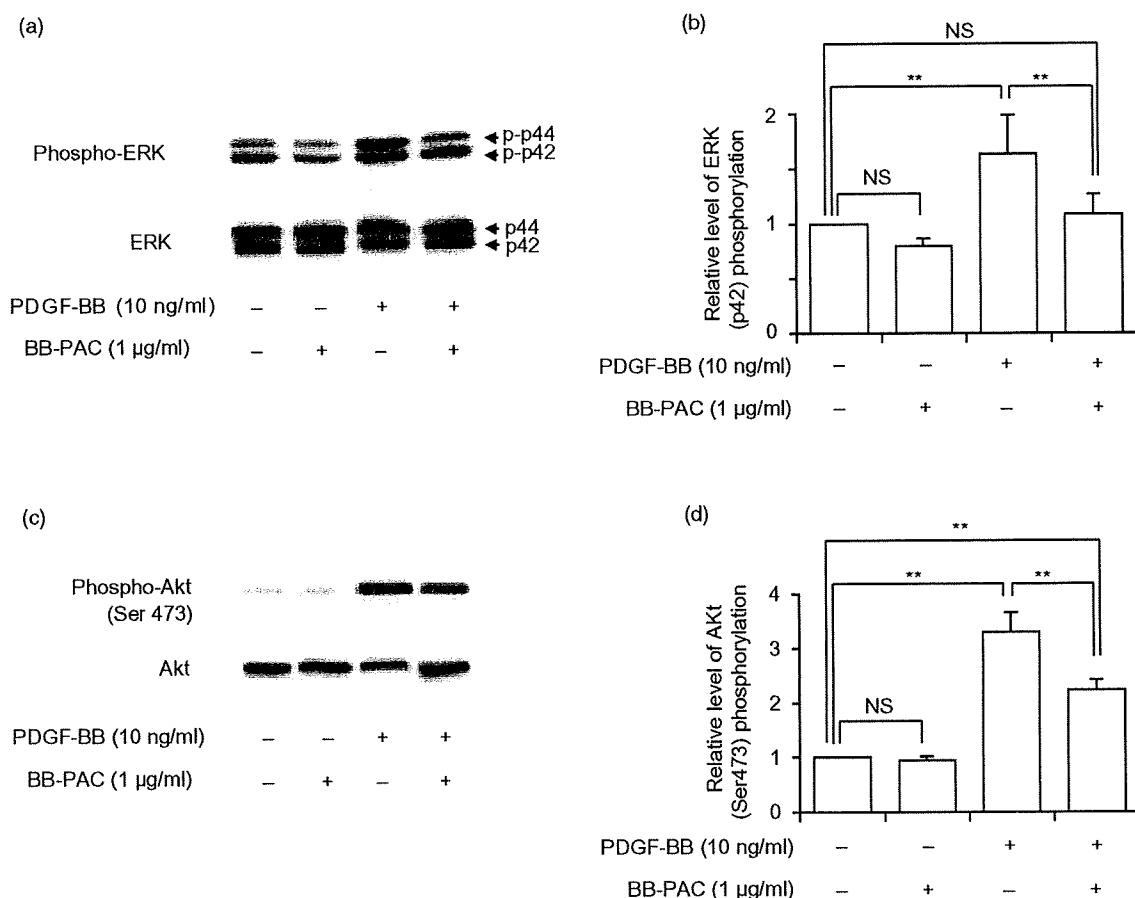 (a)
Phospho-ERK
p-p44
p-p42
ERK
p44
p42
PDGF-BB (10 ng/ml) – – + +
BB-PAC (1 µg/ml) – + – +
(b)
NS
** **
NS
Relative level of ERK
(p42) phosphorylation
2
1
0
PDGF-BB (10 ng/ml) – – + +
BB-PAC (1 µg/ml) – + – +
(c)
Phospho-Akt
(Ser 473)
Akt
PDGF-BB (10 ng/ml) – – + +
BB-PAC (1 µg/ml) – + – +
(d)
**
** **
NS
Relative level of AKt
(Ser473) phosphorylation
4
3
2
1
0
PDGF-BB (10 ng/ml) – – + +
BB-PAC (1 µg/ml) – + – +